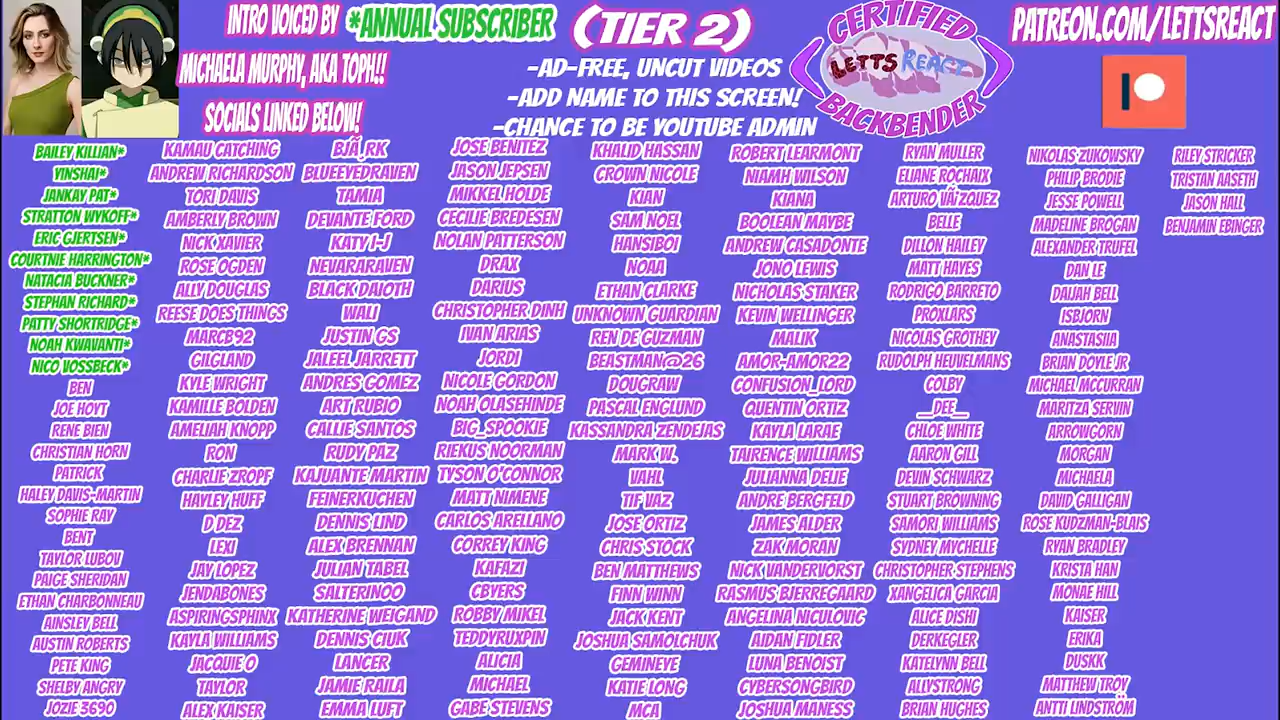 INTRO VOICED BY
MICHAELA MURPHY, AKA TOPH!!
SOCIALS LINKED BELOW!
*ANNUAL SUBSCRIBER
(TIER 2)
-AD-FREE, UNCUT VIDEOS
-ADD NAME TO THIS SCREEN!
-CHANCE TO BE YOUTUBE ADMIN
CERTIFIED
LETTS REACT
BACKBENDER
PATREON.COM/LETTSREACT
BAILEY KILLIAN*
YINSHAI*
JANKAY PAT*
STRATTON WYKOFF*
ERIC GJERTSEN*
COURTNIE HARRINGTON*
NATACIA BUCKNER*
STEPHAN RICHARD*
PATTY SHORTRIDGE*
NOAH KWAVANTI*
NICO VOSSBECK*
BEN
JOE HOYT
RENE BIEN
CHRISTIAN HORN
PATRICK
HALEY DAVIS-MARTIN
SOPHIE RAY
BENT
TAYLOR LUBOV
PAIGE SHERIDAN
ETHAN CHARBONNEAU
AINSLEY BELL
AUSTIN ROBERTS
PETE KING
SHELBY ANGRY
JOZIE 3690
KAMAU CATCHING
ANDREW RICHARDSON
TORI DAVIS
AMBERLY BROWN
NICK XAVIER
ROSE OGDEN
ALLY DOUGLAS
REESE DOES THINGS
MARCB92
GILGLAND
KYLE WRIGHT
KAMILLE BOLDEN
AMELIAH KNOPP
RON
CHARLIE ZROPF
HAYLEY HUFF
D DEZ
LEXI
JAY LOPEZ
JENDABONES
ASPIRINGSPHINX
KAYLA WILLIAMS
JACQUIE O
TAYLOR
ALEX KAISER
BJÃ¸RK
BLUEEYEDRAVEN
TAMIA
DEVANTE FORD
KATY I-J
NEVARARAVEN
BLACK DAIOTH
WALI
JUSTIN GS
JALEEL JARRETT
ANDRES GOMEZ
ART RUBIO
CALLIE SANTOS
RUDY PAZ
KAJUANTE MARTIN
FEINERKUCHEN
DENNIS LIND
ALEX BRENNAN
JULIAN TABEL
SALTERINOO
KATHERINE WEIGAND
DENNIS CIUK
LANCER
JAMIE RAILA
EMMA LUFT
JOSE BENITEZ
JASON JEPSEN
MIKKEL HOLDE
CECILIE BREDESEN
NOLAN PATTERSON
DRAX
DARIUS
CHRISTOPHER DINH
IVAN ARIAS
JORDI
NICOLE GORDON
NOAH OLASEHINDE
BIG_SPOOKIE
RIEKUS NOORMAN
TYSON O'CONNOR
MATT NIMENE
CARLOS ARELLANO
CORREY KING
KAFAZI
CBYERS
ROBBY MIKEL
TEDDYRUXPIN
ALICIA
MICHAEL
GABE STEVENS
KHALID HASSAN
CROWN NICOLE
KIAN
SAM NOEL
HANSIBOI
NOAA
ETHAN CLARKE
UNKNOWN GUARDIAN
REN DE GUZMAN
BEASTMAN@26
DOUGRAW
PASCAL ENGLUND
KASSANDRA ZENDEJAS
MARK W.
VAHL
TIF VAZ
JOSE ORTIZ
CHRIS STOCK
BEN MATTHEWS
FINN WINN
JACK KENT
JOSHUA SAMOLCHUK
GEMINEYE
KATIE LONG
MCA
ROBERT LEARMONT
NIAMH WILSON
KIANA
BOOLEAN MAYBE
ANDREW CASADONTE
JONO LEWIS
NICHOLAS STAKER
KEVIN WELLINGER
MALIK
AMOR-AMOR22
CONFUSION_LORD
QUENTIN ORTIZ
KAYLA LARAE
TAIRENCE WILLIAMS
JULIANNA DELIE
ANDRE BERGFELD
JAMES ALDER
ZAK MORAN
NICK VANDERVORST
RASMUS BJERREGAARD
ANGELINA NICULOVIC
AIDAN FIDLER
LUNA BENOIST
CYBERSONGBIRD
JOSHUA MANESS
RYAN MULLER
ELIANE ROCHAIX
ARTURO VÃ¡ZQUEZ
BELLE
DILLON HAILEY
MATT HAYES
RODRIGO BARRETO
PROXLARS
NICOLAS GROTHEY
RUDOLPH HEUVELMANS
COLBY
__DEE__
CHLOE WHITE
AARON GILL
DEVIN SCHWARZ
STUART BROWNING
SAMORI WILLIAMS
SYDNEY MYCHELLE
CHRISTOPHER STEPHENS
XANGELICA GARCIA
ALICE DISHI
DERKEGLER
KATELYNN BELL
ALLYSTRONG
BRIAN HUGHES
NIKOLAS ZUKOWSKY
PHILIP BRODIE
JESSE POWELL
MADELINE BROGAN
ALEXANDER TRUFEL
DAN LE
DAIJAH BELL
ISBJORN
ANASTASIIA
BRIAN DOYLE JR
MICHAEL MCCURRAN
MARITZA SERVIN
ARROWGORN
MORGAN
MICHAELA
DAVID GALLIGAN
ROSE KUDZMAN-BLAIS
RYAN BRADLEY
KRISTA HAN
MONAE HILL
KAISER
ERIKA
DUSKK
MATTHEW TROY
ANTTI LINDSTRÖM
RILEY STRICKER
TRISTAN AASETH
JASON HALL
BENJAMIN EBINGER